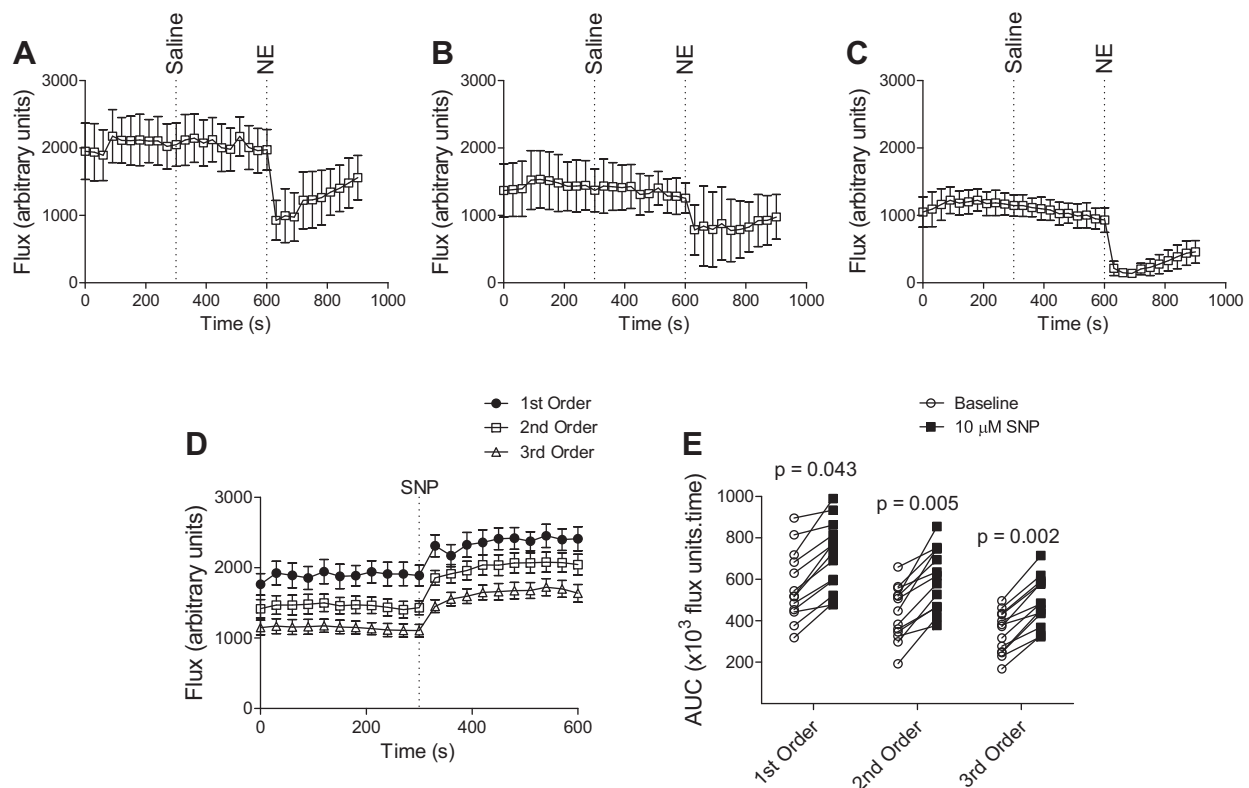 A
B
C
Saline
NE
Saline
NE
Saline
NE
Flux (arbitrary units)
3000
2000
1000
0
0 200 400 600 800 1000
Time (s)
Flux (arbitrary units)
3000
2000
1000
0
0 200 400 600 800 1000
Time (s)
Flux (arbitrary units)
3000
2000
1000
0
0 200 400 600 800 1000
Time (s)
D
1st Order
2nd Order
3rd Order
SNP
Flux (arbitrary units)
3000
2000
1000
0
0 200 400 600
Time (s)
E
Baseline
10 μM SNP
p = 0.043
p = 0.005
p = 0.002
AUC (x10³ flux units.time)
1000
800
600
400
200
1st Order
2nd Order
3rd Order